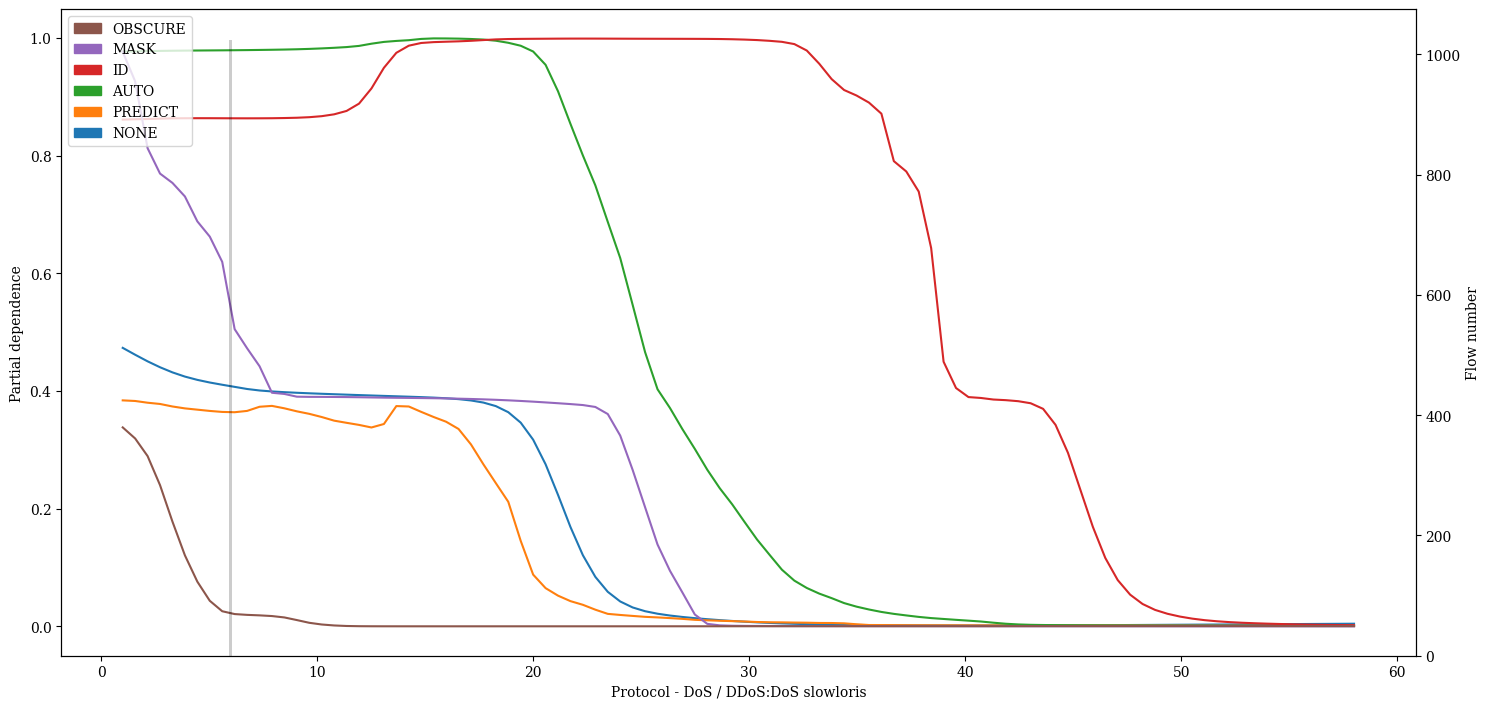 OBSCURE
MASK
ID
AUTO
PREDICT
NONE
Partial dependence
1.0
0.8
0.6
0.4
0.2
0.0
1000
800
600
400
200
0
Flow number
0 10 20 30 40 50 60
Protocol - DoS / DDoS:DoS slowloris